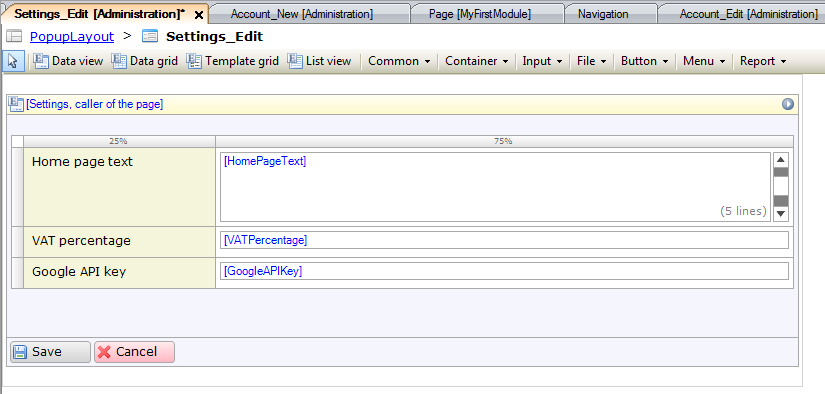 Settings_Edit [Administration]* Account_New [Administration] Page [MyFirstModule] Navigation Account_Edit [Administration]
PopupLayout > Settings_Edit
Data view Data grid Template grid List view Common Container Input File Button Menu Report
[Settings, caller of the page]
25% 75%
Home page text [HomePageText]
(5 lines)
VAT percentage [VATPercentage]
Google API key [GoogleAPIKey]
Save Cancel